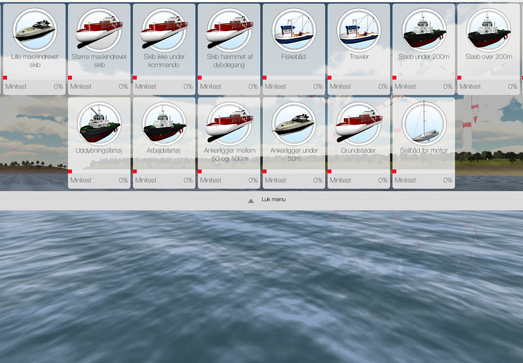 Lille maskindrevet
skib
Større maskindrevet
skib
Skib ikke under
kommando
Skib hæmmet af
dybdegang
Fiskebåd
Trawler
Slæb under 200m
Slæb over 200m
Minitest 0%
Minitest 0%
Minitest 0%
Minitest 0%
Minitest 0%
Minitest 0%
Minitest 0%
Minitest 0%
Uddybningsfartøj
Arbejdsfartøj
Ankerligger mellem
50 og 100m
Ankerligger under
50m
Grundstøder
Sejlbåd for motor
Minitest 0%
Minitest 0%
Minitest 0%
Minitest 0%
Minitest 0%
Minitest 0%
Luk menu